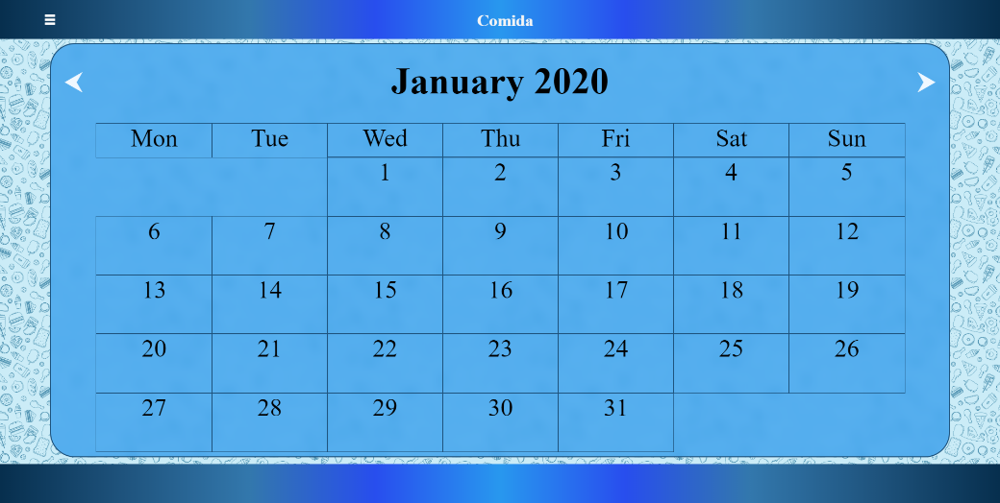 Comida
January 2020
Mon Tue Wed Thu Fri Sat Sun
1 2 3 4 5
6 7 8 9 10 11 12
13 14 15 16 17 18 19
20 21 22 23 24 25 26
27 28 29 30 31